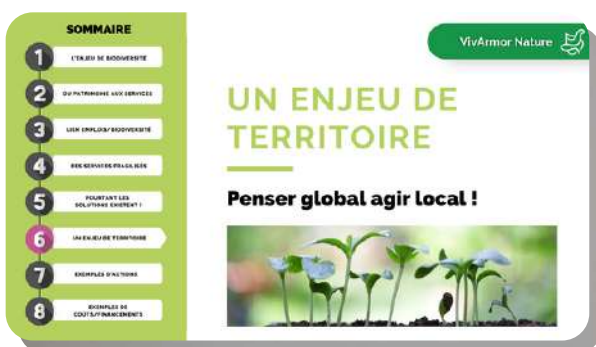 SOMMAIRE
1
L'ENJEU DE BIODIVERSITÉ
2
DU PATRIMOINE AUX SERVICES
3
LIEN EMPLOIS/BIODIVERSITÉ
4
DES SERVICES FRAGILISÉS
5
POURTANT LES
SOLUTIONS EXISTENT !
6
UN ENJEU DE TERRITOIRE
7
EXEMPLES D'ACTIONS
8
EXEMPLES DE
COUTS/FINANCEMENTS
VivArmor Nature
UN ENJEU DE
TERRITOIRE
Penser global agir local !